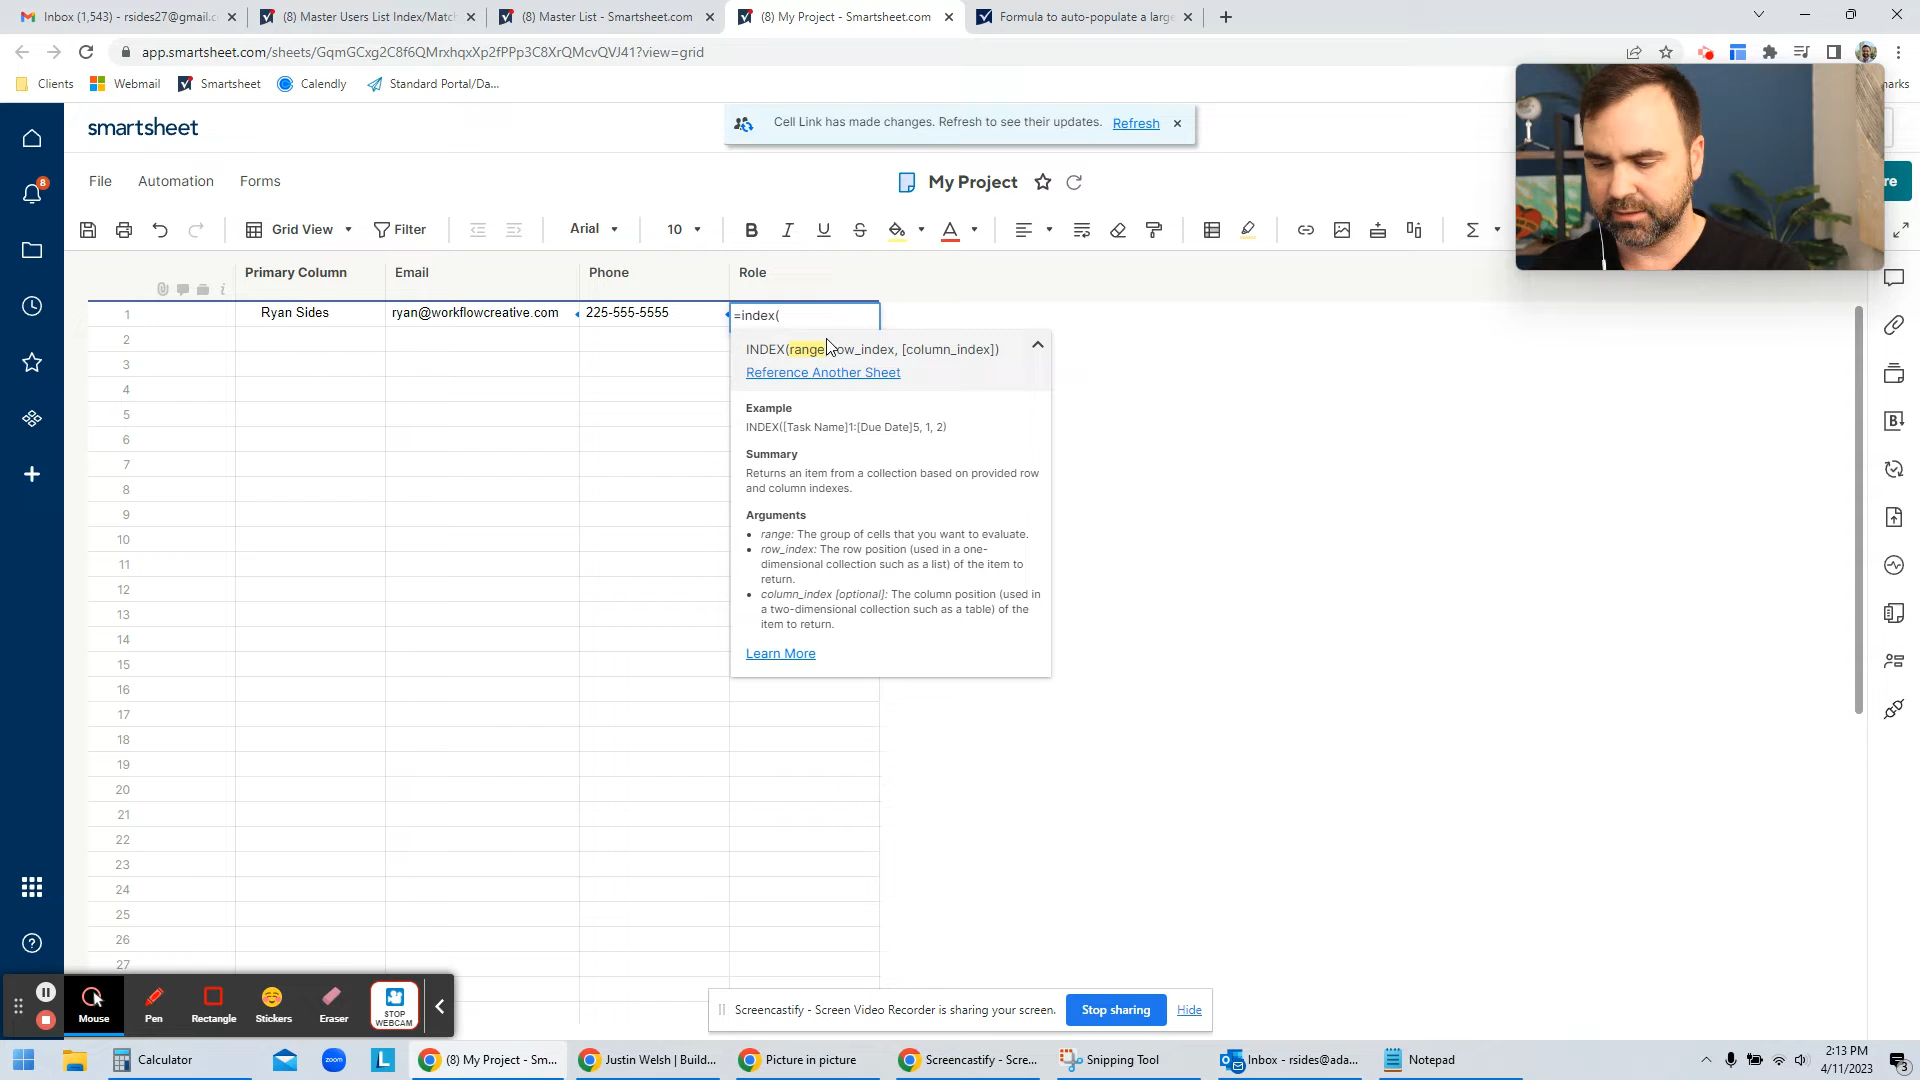 Inbox (1,543) - rsides27@gmail.c
(8) Master Users List Index/Matc
(8) Master List - Smartsheet.com
(8) My Project - Smartsheet.com
Formula to auto-populate a large
app.smartsheet.com/sheets/GqmGCxg2C8f6QMrxhqxXp2fPPp3C8XrQMcvQVJ41?view=grid
Clients
Webmail
Smartsheet
Calendly
Standard Portal/Da...
arks
smartsheet
Cell Link has made changes. Refresh to see their updates. Refresh
File
Automation
Forms
My Project
re
Grid View
Filter
Arial
10
B
I
U
S
A
Σ
Primary Column
Email
Phone
Role
1
Ryan Sides
ryan@workflowcreative.com
225-555-5555
=index(
2
3
4
5
6
7
8
9
10
11
12
13
14
15
16
17
18
19
20
21
22
23
24
25
26
27
INDEX(range, row_index, [column_index])
Reference Another Sheet
Example
INDEX([Task Name]1:[Due Date]5, 1, 2)
Summary
Returns an item from a collection based on provided row
and column indexes.
Arguments
range: The group of cells that you want to evaluate.
row_index: The row position (used in a one-
dimensional collection such as a list) of the item to
return.
column_index [optional]: The column position (used in
a two-dimensional collection such as a table) of the
item to return.
Learn More
8
Mouse
Pen
Rectangle
Stickers
Eraser
STOP
WEBCAM
Screencastify - Screen Video Recorder is sharing your screen.
Stop sharing
Hide
Calculator
zoom
L
(8) My Project - Sm...
Justin Welsh | Build...
Picture in picture
Screencastify - Scre...
Snipping Tool
Inbox - rsides@ada...
Notepad
2:13 PM
4/11/2023
3